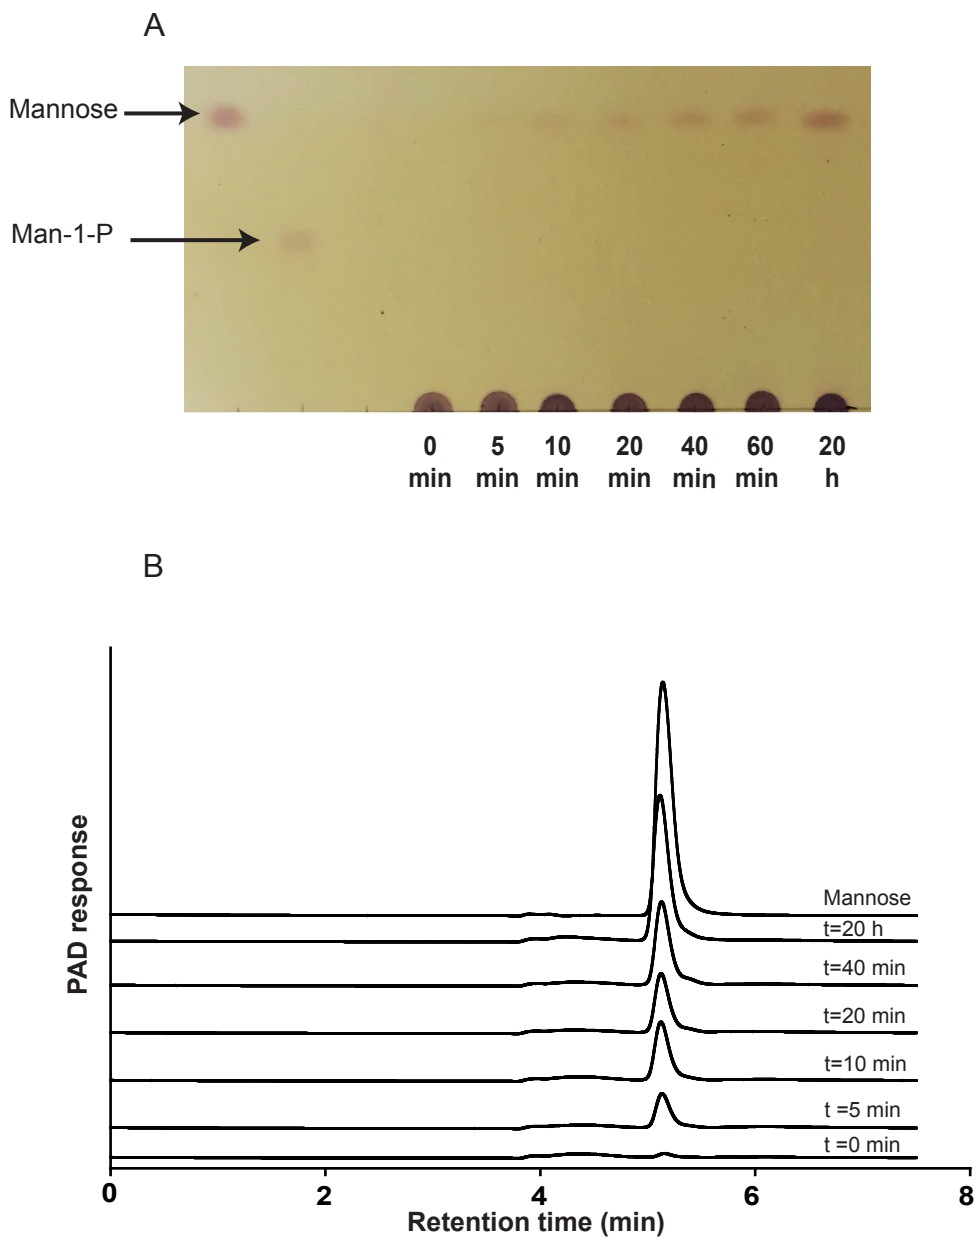 A
Mannose
Man-1-P
0 5 10 20 40 60 20
min min min min min min h
B
PAD response
Mannose
t=20 h
t=40 min
t=20 min
t=10 min
t =5 min
t =0 min
0 2 4 6 8
Retention time (min)